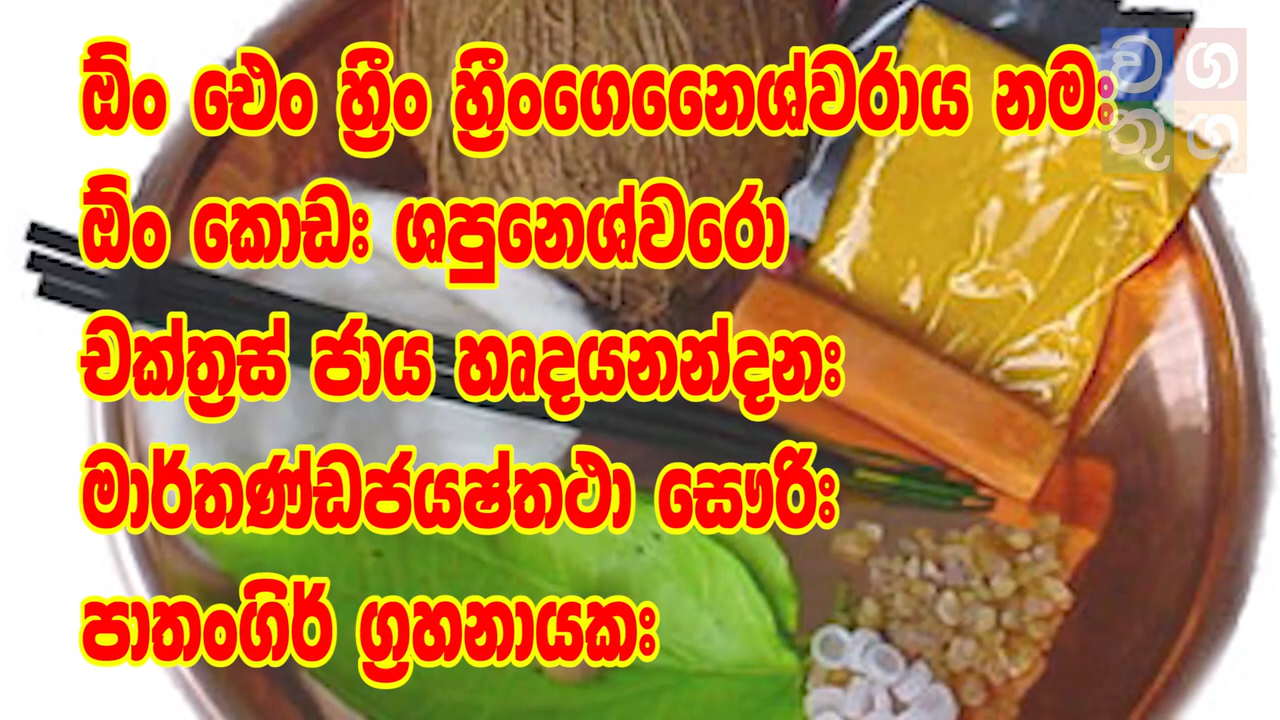 ඕං ඓං හ්‍රීං හ්‍රීංගෙනෛශ්වරාය නමඃ
ඕං කොඩඃ ශපුනෙශ්වරො
චක්ත්‍රස් ජාය හෘදයනන්දනඃ
මාර්තණ්ඩජයෂ්තථා සෞරිඃ
පාතංගිර් ග්‍රහනායකඃ
ව ග
තු ග